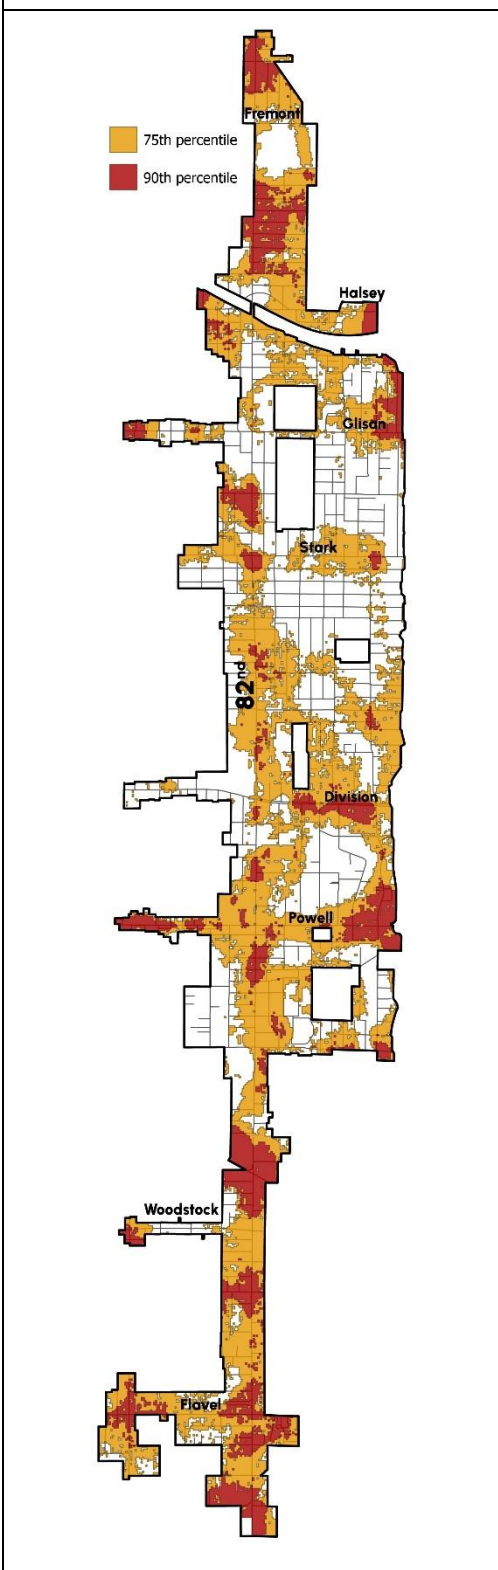 Fremont
75th percentile
90th percentile
Halsey
Glisan
Stark
82nd
Division
Powell
Woodstock
Flavel